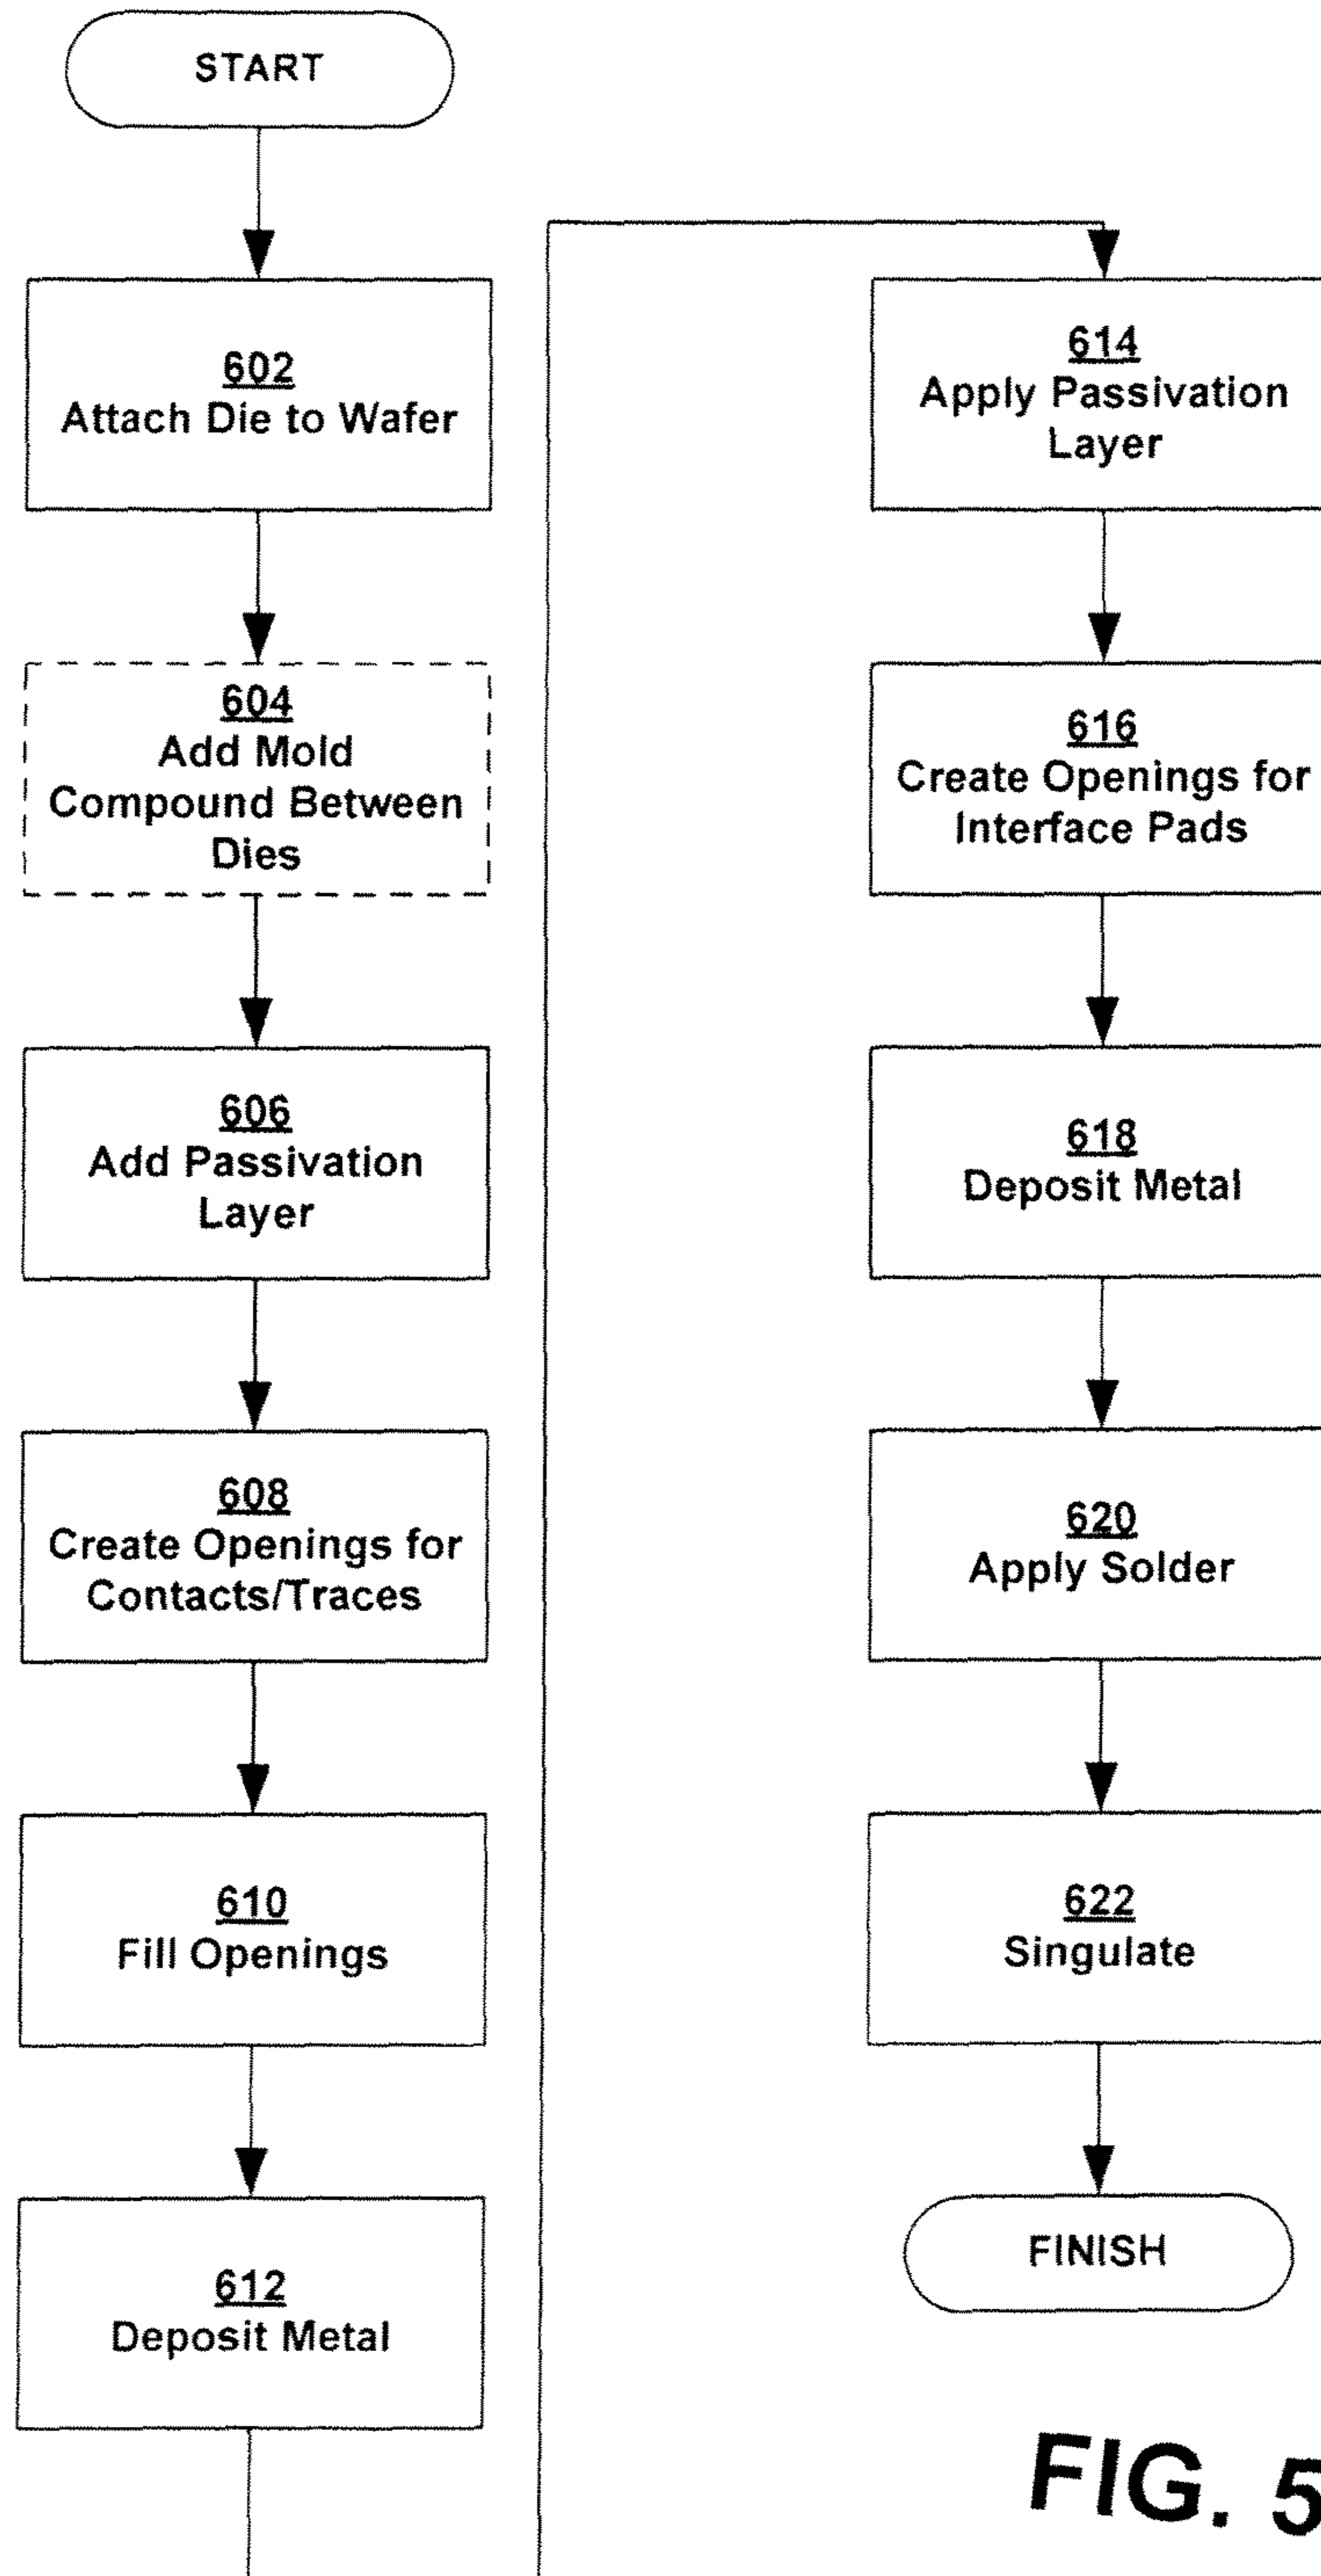 START
602
Attach Die to Wafer
604
Add Mold
Compound Between
Dies
606
Add Passivation
Layer
608
Create Openings for
Contacts/Traces
610
Fill Openings
612
Deposit Metal
614
Apply Passivation
Layer
616
Create Openings for
Interface Pads
618
Deposit Metal
620
Apply Solder
622
Singulate
FINISH
FIG. 5